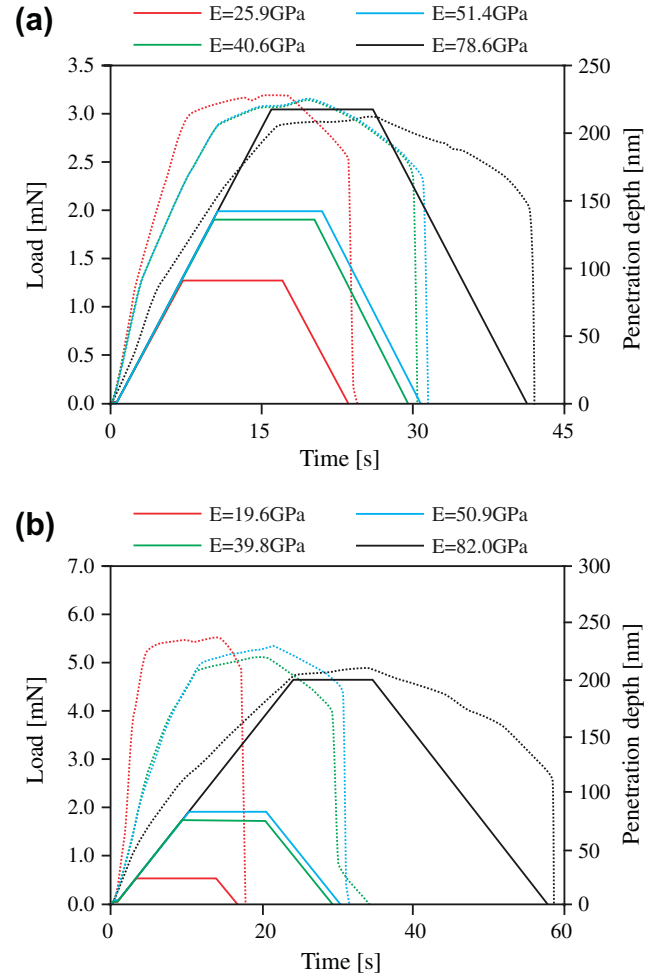 (a)
E=25.9GPa E=51.4GPa
E=40.6GPa E=78.6GPa
3.5 250
3.0
200
2.5
2.0 150
1.5
100
1.0
50
0.5
0.0 0
0 15 30 45
Load [mN]
Penetration depth [nm]
Time [s]
(b)
E=19.6GPa E=50.9GPa
E=39.8GPa E=82.0GPa
7.0 300
6.0 250
5.0
200
4.0
150
3.0
2.0 100
1.0 50
0.0 0
0 20 40 60
Load [mN]
Penetration depth [nm]
Time [s]